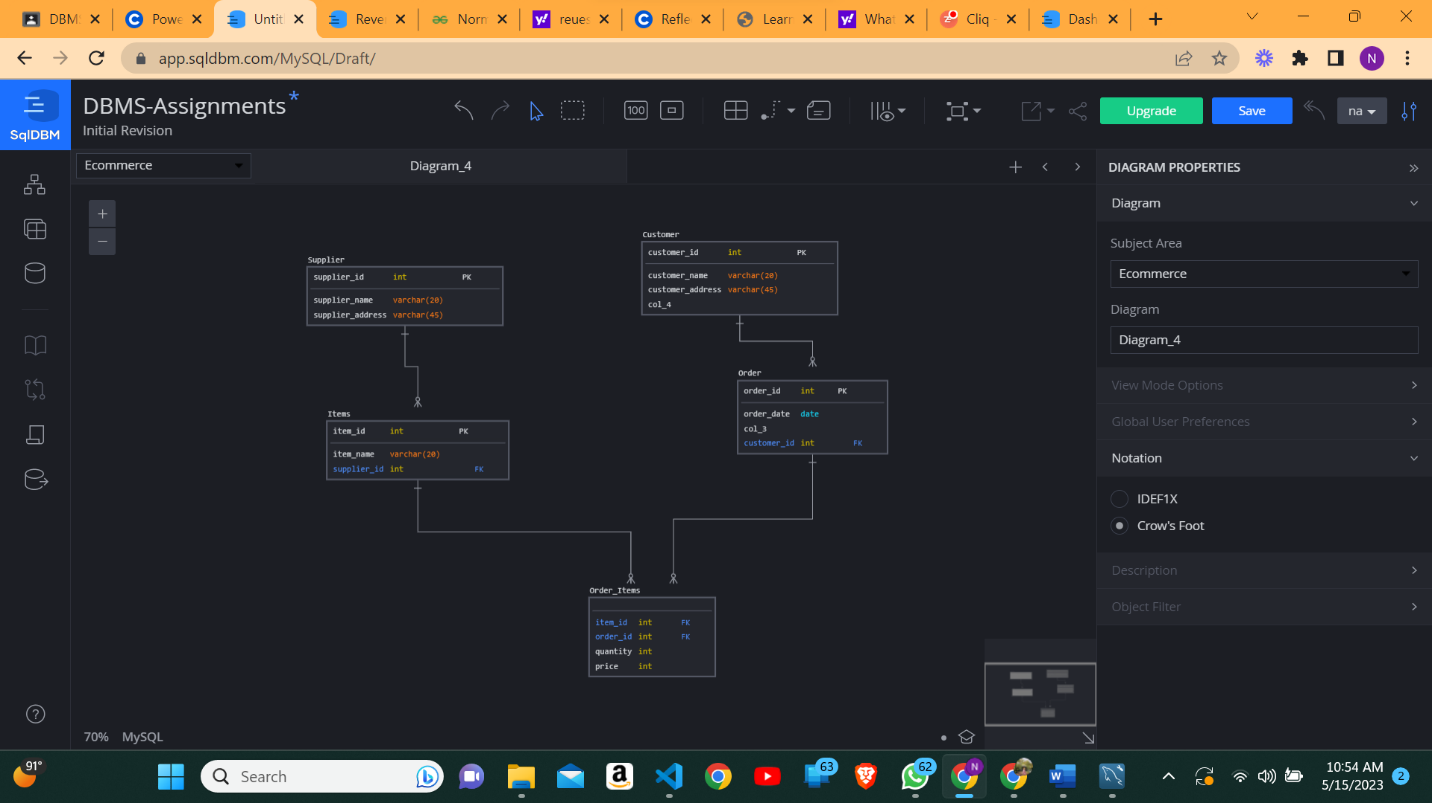 DBMS
Power
Untit
Reve
Norm
reues
Refle
Learn
What
Cliq
Dash
app.sqldbm.com/MySQL/Draft/
N
SqlDBM
DBMS-Assignments*
Initial Revision
100
Upgrade
Save
na
Ecommerce
Diagram_4
DIAGRAM PROPERTIES
Diagram
Subject Area
Ecommerce
Diagram
Diagram_4
View Mode Options
Global User Preferences
Notation
IDEF1X
Crow's Foot
Description
Object Filter
Supplier
supplier_id int PK
supplier_name varchar(20)
supplier_address varchar(45)
Customer
customer_id int PK
customer_name varchar(20)
customer_address varchar(45)
col_4
Order
order_id int PK
order_date date
col_3
customer_id int FK
Items
item_id int PK
item_name varchar(20)
supplier_id int FK
Order_Items
item_id int FK
order_id int FK
quantity int
price int
70% MySQL
91°
Search
63
62
N
10:54 AM
5/15/2023
2